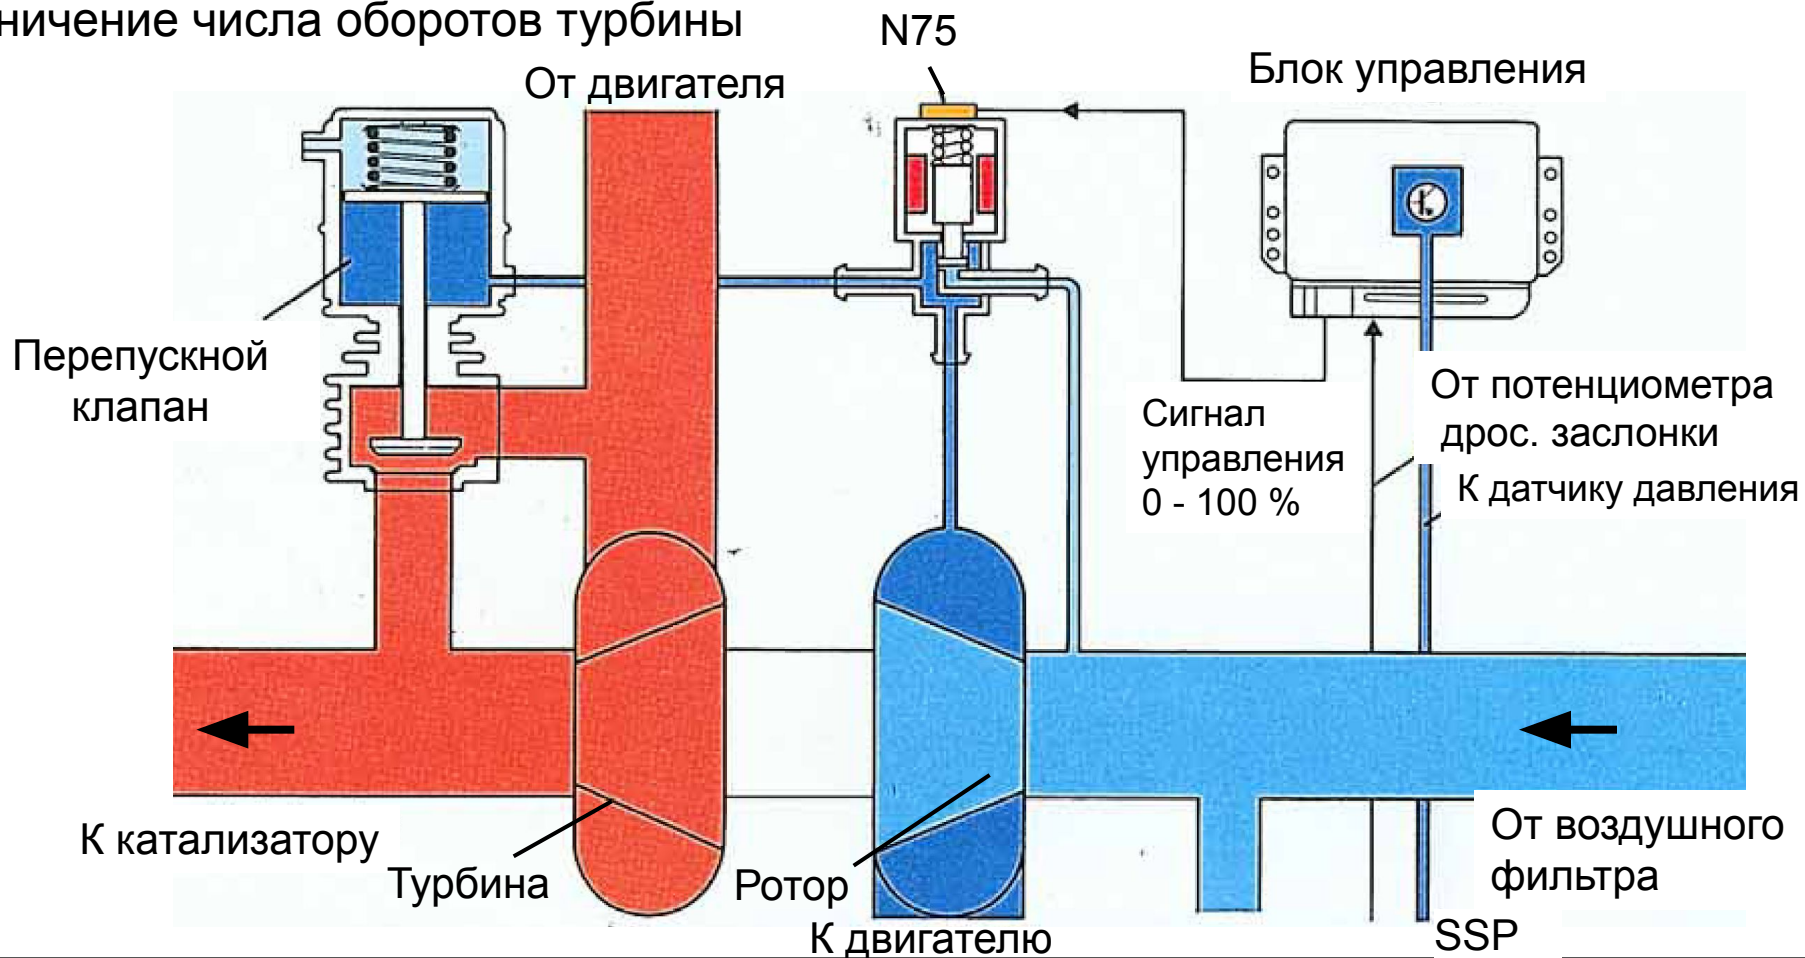 ничение числа оборотов турбины
N75
От двигателя
Блок управления
Перепускной
клапан
Сигнал
управления
0 - 100 %
От потенциометра
дрос. заслонки
К датчику давления
К катализатору
Турбина
Ротор
К двигателю
От воздушного
фильтра
SSP